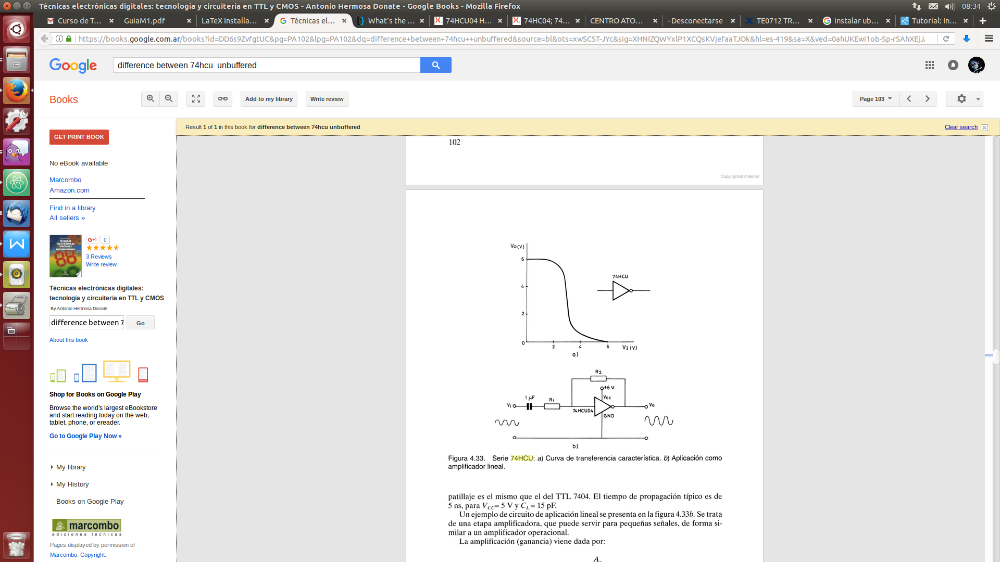 Técnicas electrónicas digitales: tecnología y circuitería en TTL y CMOS - Antonio Hermosa Donate - Google Books - Mozilla Firefox
08:34
Curso de T...
GuiaM1.pdf
LaTeX Installa...
Técnicas el...
What's the ...
74HCU04 H...
74HC04; 74...
CENTRO ATO...
- Desconectarse
TE0712 TR...
instalar ub...
Tutorial: In...
https://books.google.com.ar/books?id=DD6s9ZvfgtUC&pg=PA102&lpg=PA102&dq=difference+between+74hcu++unbuffered&source=bl&ots=xwSCST-JYc&sig=XHNIZQWYxlP1XCQsKVjefaaTJOk&hl=es-419&sa=X&ved=0ahUKEwi1ob-Sp-rSAhXEjJ
Google
difference between 74hcu  unbuffered
Books
Add to my library
Write review
Page 103
GET PRINT BOOK
Result 1 of 1 in this book for difference between 74hcu unbuffered
Clear search
No eBook available
Marcombo
Amazon.com
Find in a library
All sellers »
G+1
0
3 Reviews
Write review
TÉCNICAS
ELECTRÓNICAS
DIGITALES
Técnicas electrónicas digitales:
tecnología y circuitería en TTL y CMOS
By Antonio Hermosa Donate
difference between 7
Go
About this book
Shop for Books on Google Play
Browse the world's largest eBookstore
and start reading today on the web,
tablet, phone, or ereader.
Go to Google Play Now »
My library
My History
Books on Google Play
marcombo
ediciones técnicas
Pages displayed by permission of
Marcombo. Copyright.
102
Copyrighted material
Vo(V)
6
4
2
0
2
4
6
VI (V)
74HCU
a)
R2
+6 V
Vcc
1 µF
R1
Vi
74HCU04
GND
Vo
b)
Figura 4.33. Serie 74HCU: a) Curva de transferencia característica. b) Aplicación como
amplificador lineal.
patillaje es el mismo que el del TTL 7404. El tiempo de propagación típico es de
5 ns, para VCC= 5 V y CL= 15 pF.
Un ejemplo de circuito de aplicación lineal se presenta en la figura 4.33b. Se trata
de una etapa amplificadora, que puede servir para pequeñas señales, de forma si-
milar a un amplificador operacional.
La amplificación (ganancia) viene dada por: